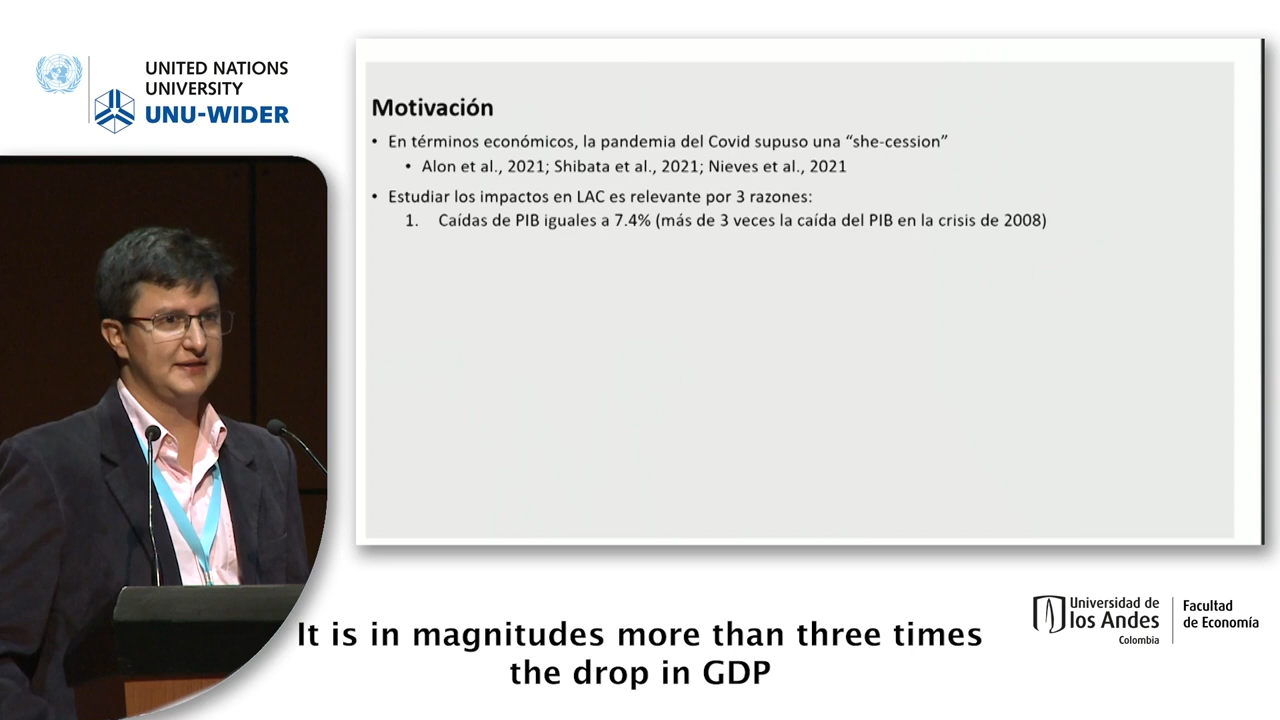 UNITED NATIONS
UNIVERSITY
UNU-WIDER
Motivación
• En términos económicos, la pandemia del Covid supuso una “she-cession”
• Alon et al., 2021; Shibata et al., 2021; Nieves et al., 2021
• Estudiar los impactos en LAC es relevante por 3 razones:
1. Caídas de PIB iguales a 7.4% (más de 3 veces la caída del PIB en la crisis de 2008)
Universidad de
los Andes
Colombia
Facultad
de Economía
It is in magnitudes more than three times
the drop in GDP